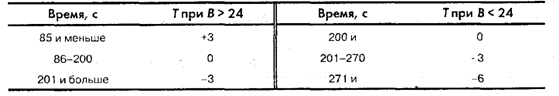 Время, с T при B > 24 Время, с T при B < 24
85 и меньше +3 200 и 0
86–200 0 201–270 - 3
201 и больше –3 271 и –6